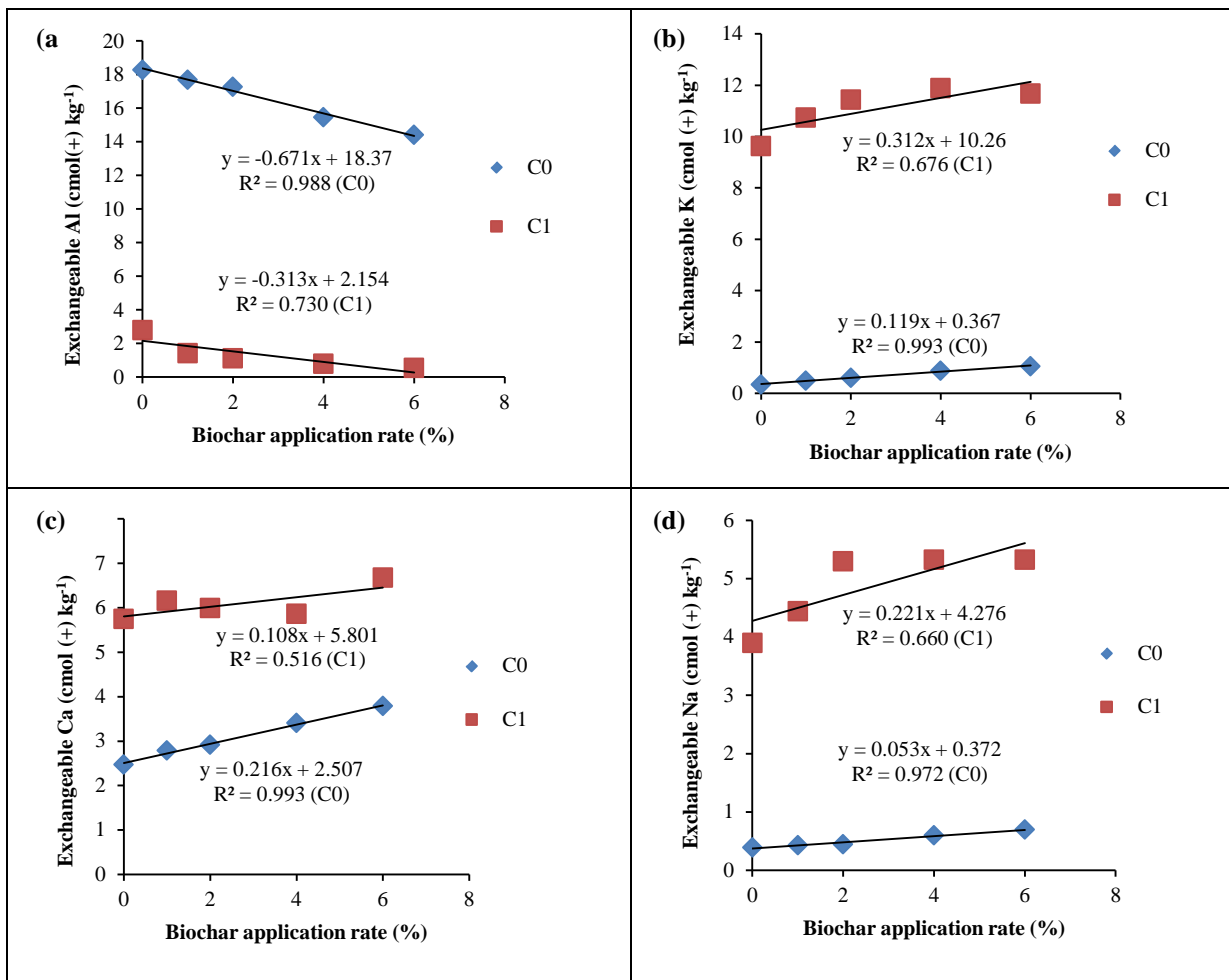 (a
Exchangeable Al (cmol(+) kg⁻¹)
20
18
16
14
12
10
8
6
4
2
0
y = -0.671x + 18.37
R² = 0.988 (C0)
y = -0.313x + 2.154
R² = 0.730 (C1)
C0
C1
0 2 4 6 8
Biochar application rate (%)
(b)
Exchangeable K (cmol (+) kg⁻¹)
14
12
10
8
6
4
2
0
y = 0.312x + 10.26
R² = 0.676 (C1)
y = 0.119x + 0.367
R² = 0.993 (C0)
C0
C1
0 2 4 6 8
Biochar application rate (%)
(c)
Exchangeable Ca (cmol (+) kg⁻¹)
7
6
5
4
3
2
1
0
y = 0.108x + 5.801
R² = 0.516 (C1)
y = 0.216x + 2.507
R² = 0.993 (C0)
C0
C1
0 2 4 6 8
Biochar application rate (%)
(d)
Exchangeable Na (cmol (+) kg⁻¹)
6
5
4
3
2
1
0
y = 0.221x + 4.276
R² = 0.660 (C1)
y = 0.053x + 0.372
R² = 0.972 (C0)
C0
C1
0 2 4 6 8
Biochar application rate (%)